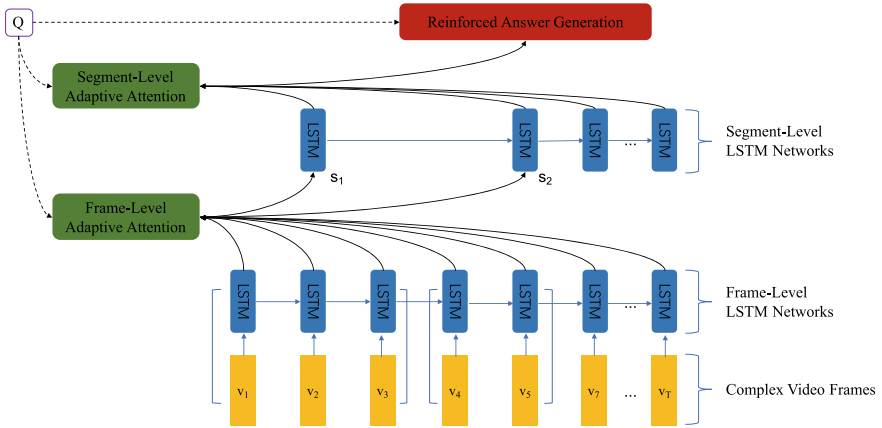 Q
Reinforced Answer Generation
Segment-Level
Adaptive Attention
LSTM
LSTM
LSTM
...
LSTM
Segment-Level
LSTM Networks
s1
s2
Frame-Level
Adaptive Attention
LSTM
LSTM
LSTM
LSTM
LSTM
LSTM
...
LSTM
Frame-Level
LSTM Networks
v1
v2
v3
v4
v5
v7
...
vT
Complex Video Frames